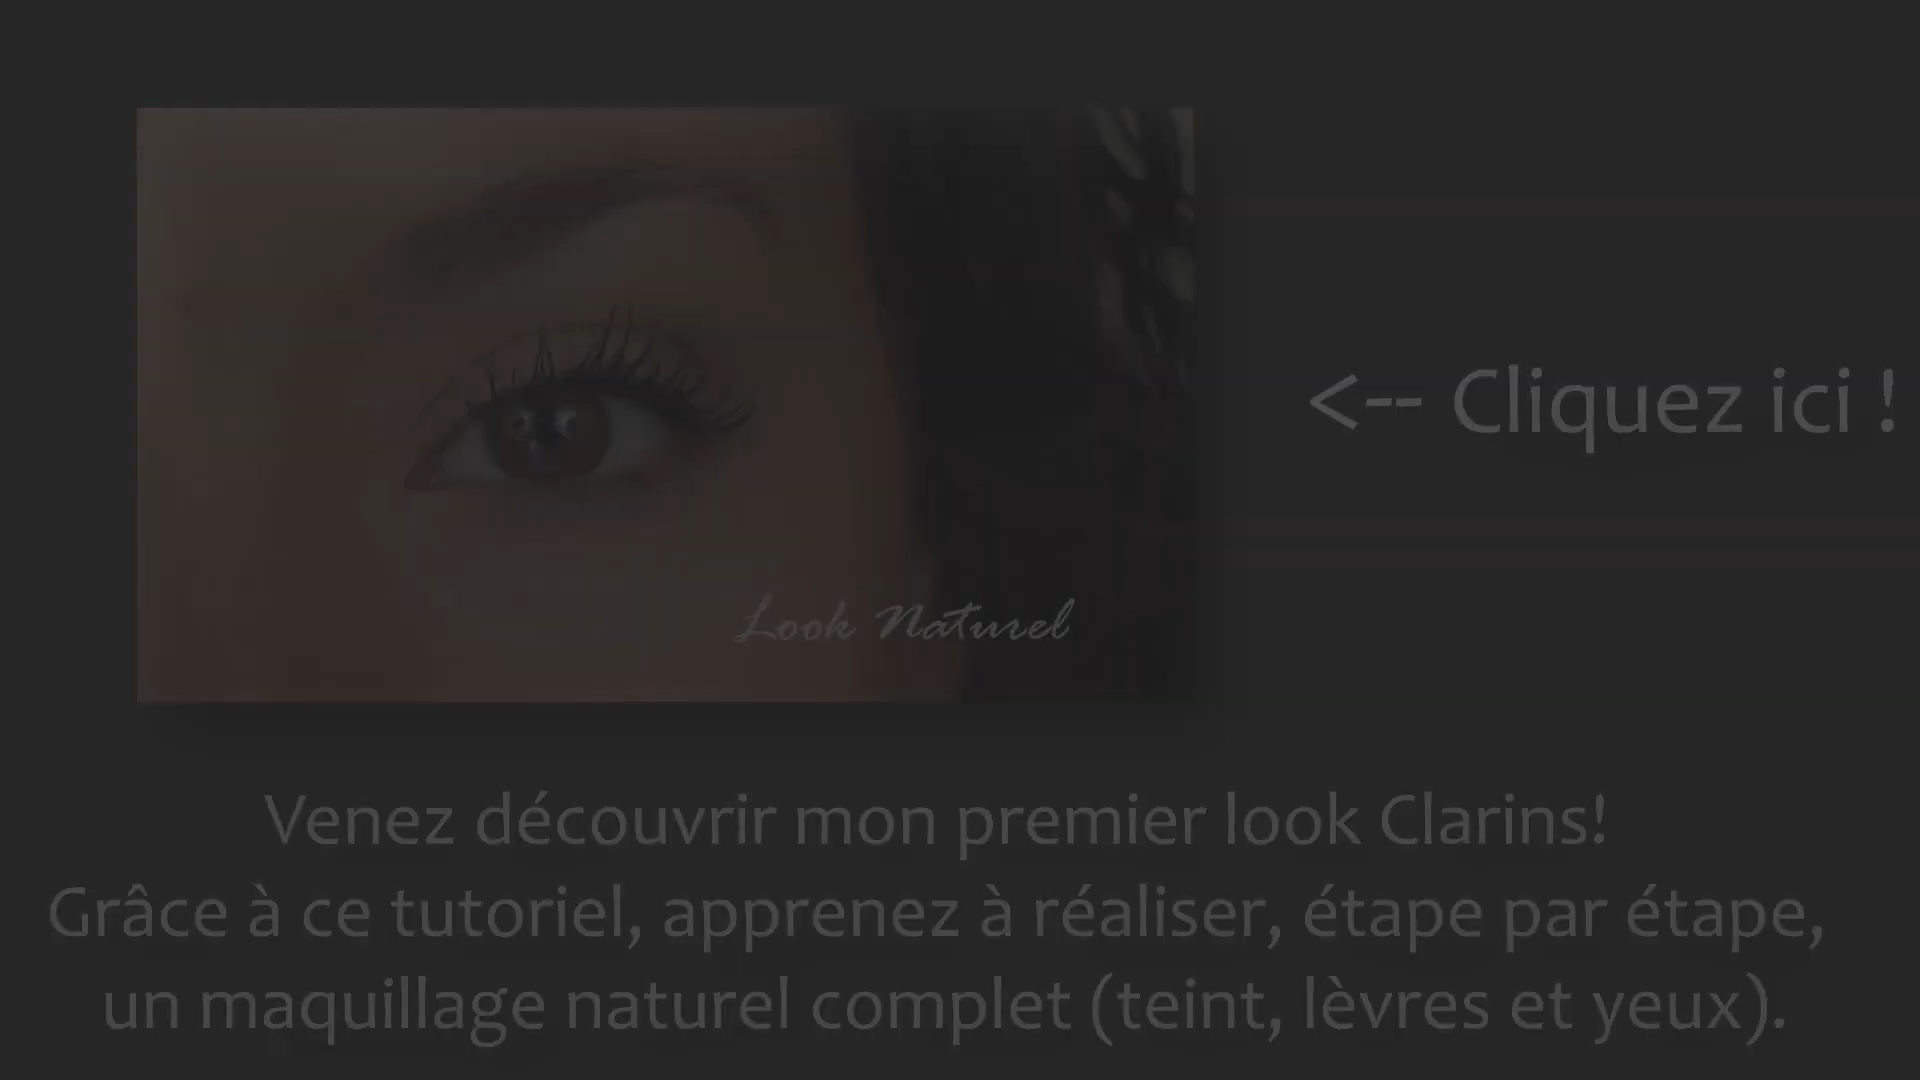 <-- Cliquez ici !
Look Naturel
Venez découvrir mon premier look Clarins!
Grâce à ce tutoriel, apprenez à réaliser, étape par étape,
un maquillage naturel complet (teint, lèvres et yeux).